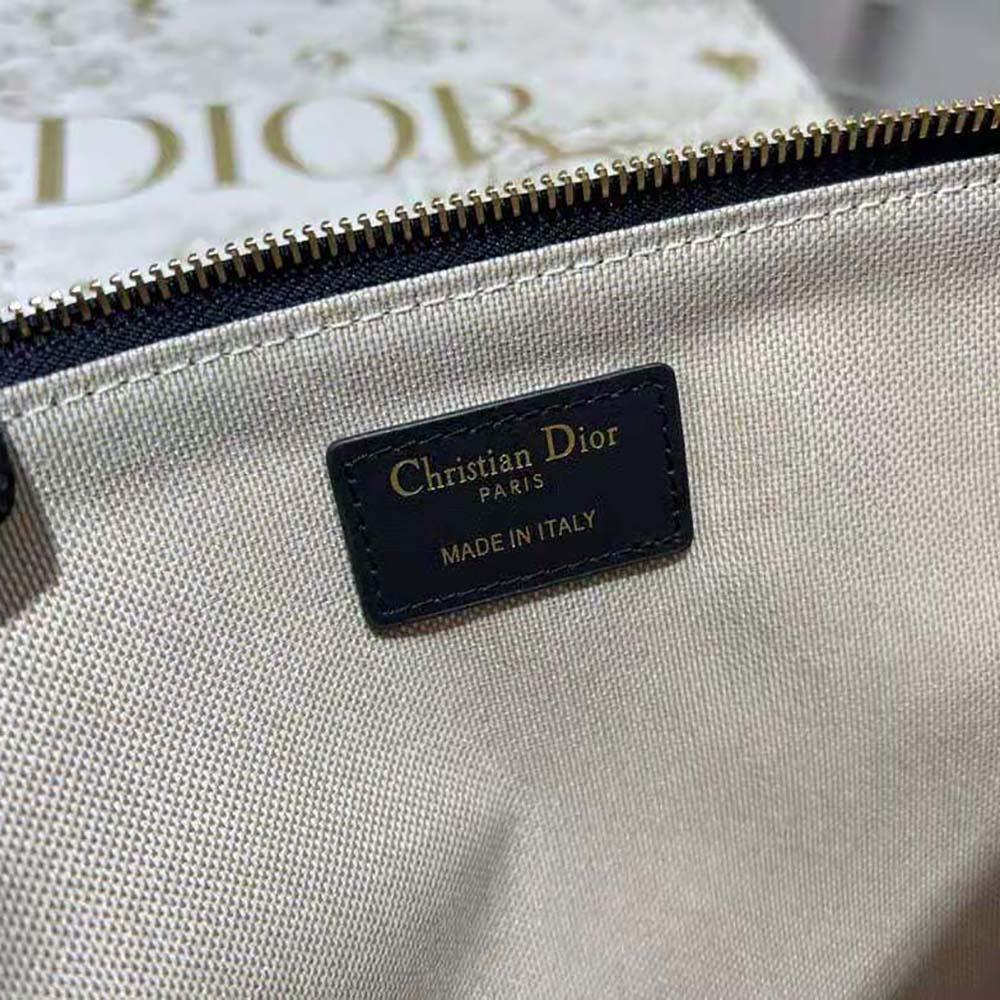 DIOR
Christian Dior
PARIS
MADE IN ITALY